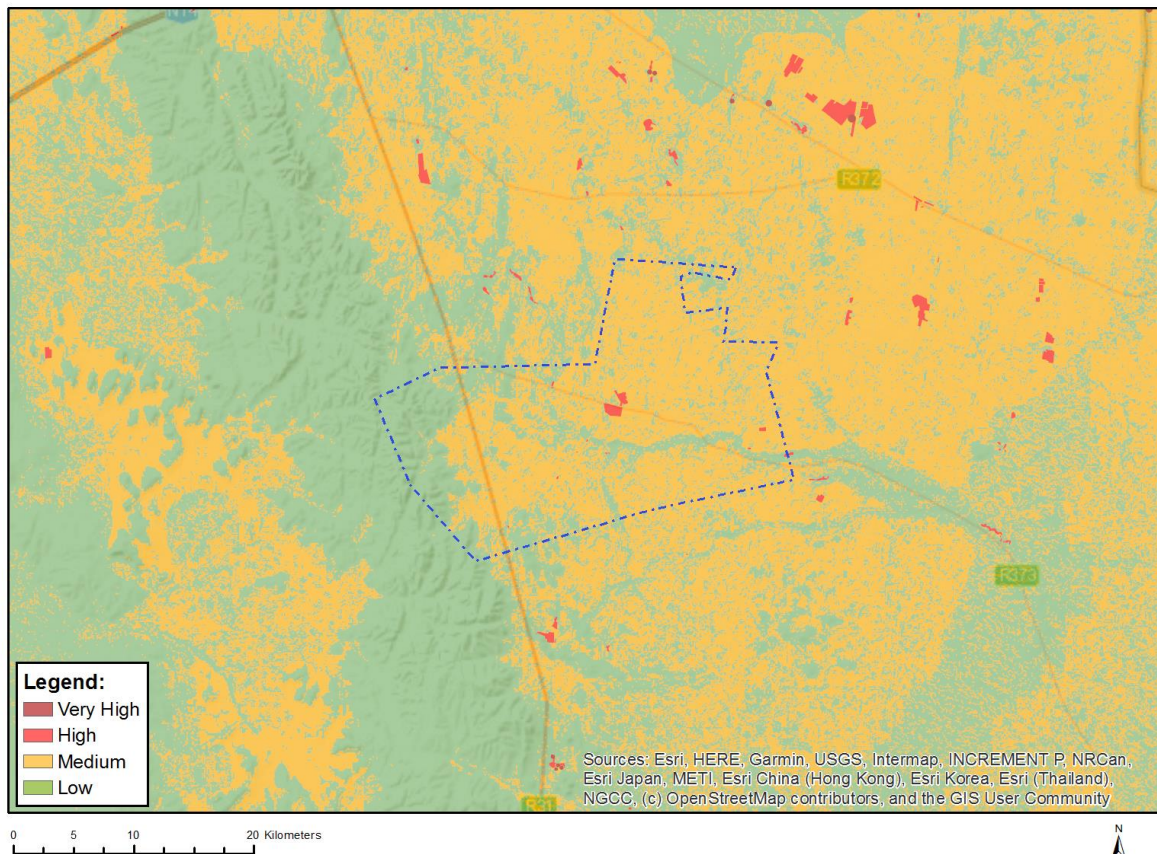 R372
R373
R31
Legend:
Very High
High
Medium
Low
Sources: Esri, HERE, Garmin, USGS, Intermap, INCREMENT P, NRCan,
Esri Japan, METI, Esri China (Hong Kong), Esri Korea, Esri (Thailand),
NGCC, (c) OpenStreetMap contributors, and the GIS User Community
0 5 10 20 Kilometers
N